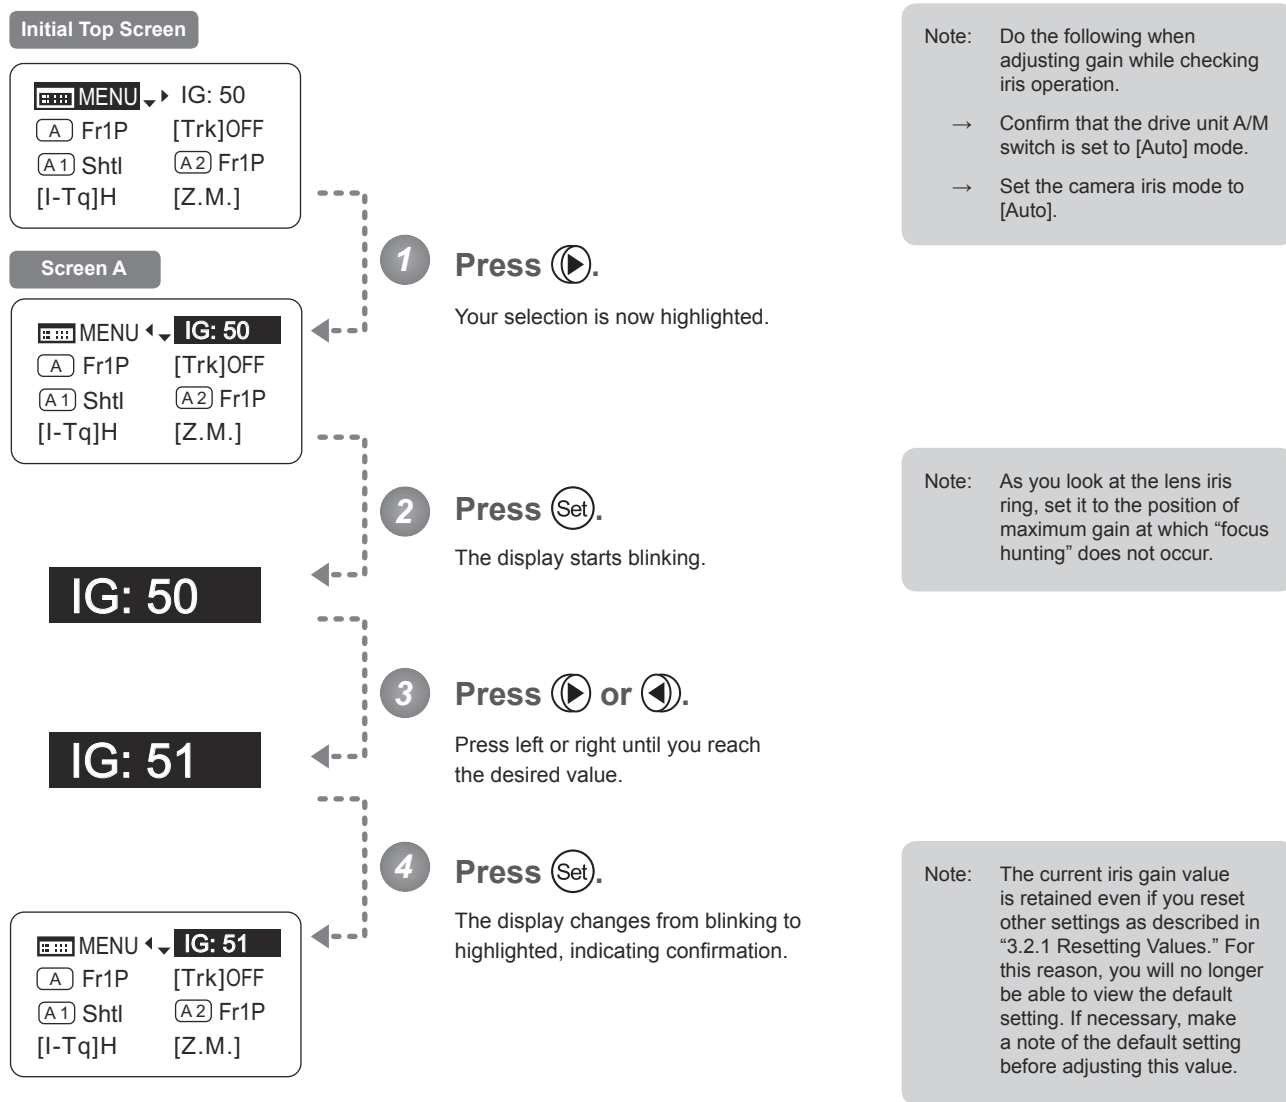 Initial Top Screen
MENU IG: 50
A Fr1P [Trk]OFF
A1 Shtl A2 Fr1P
[I-Tq]H [Z.M.]
Screen A
MENU IG: 50
A Fr1P [Trk]OFF
A1 Shtl A2 Fr1P
[I-Tq]H [Z.M.]
IG: 50
IG: 51
MENU IG: 51
A Fr1P [Trk]OFF
A1 Shtl A2 Fr1P
[I-Tq]H [Z.M.]
1 Press ▶.
Your selection is now highlighted.
2 Press Set.
The display starts blinking.
3 Press ▶ or ◀.
Press left or right until you reach
the desired value.
4 Press Set.
The display changes from blinking to
highlighted, indicating confirmation.
Note: Do the following when
adjusting gain while checking
iris operation.
→ Confirm that the drive unit A/M
switch is set to [Auto] mode.
→ Set the camera iris mode to
[Auto].
Note: As you look at the lens iris
ring, set it to the position of
maximum gain at which “focus
hunting” does not occur.
Note: The current iris gain value
is retained even if you reset
other settings as described in
“3.2.1 Resetting Values.” For
this reason, you will no longer
be able to view the default
setting. If necessary, make
a note of the default setting
before adjusting this value.